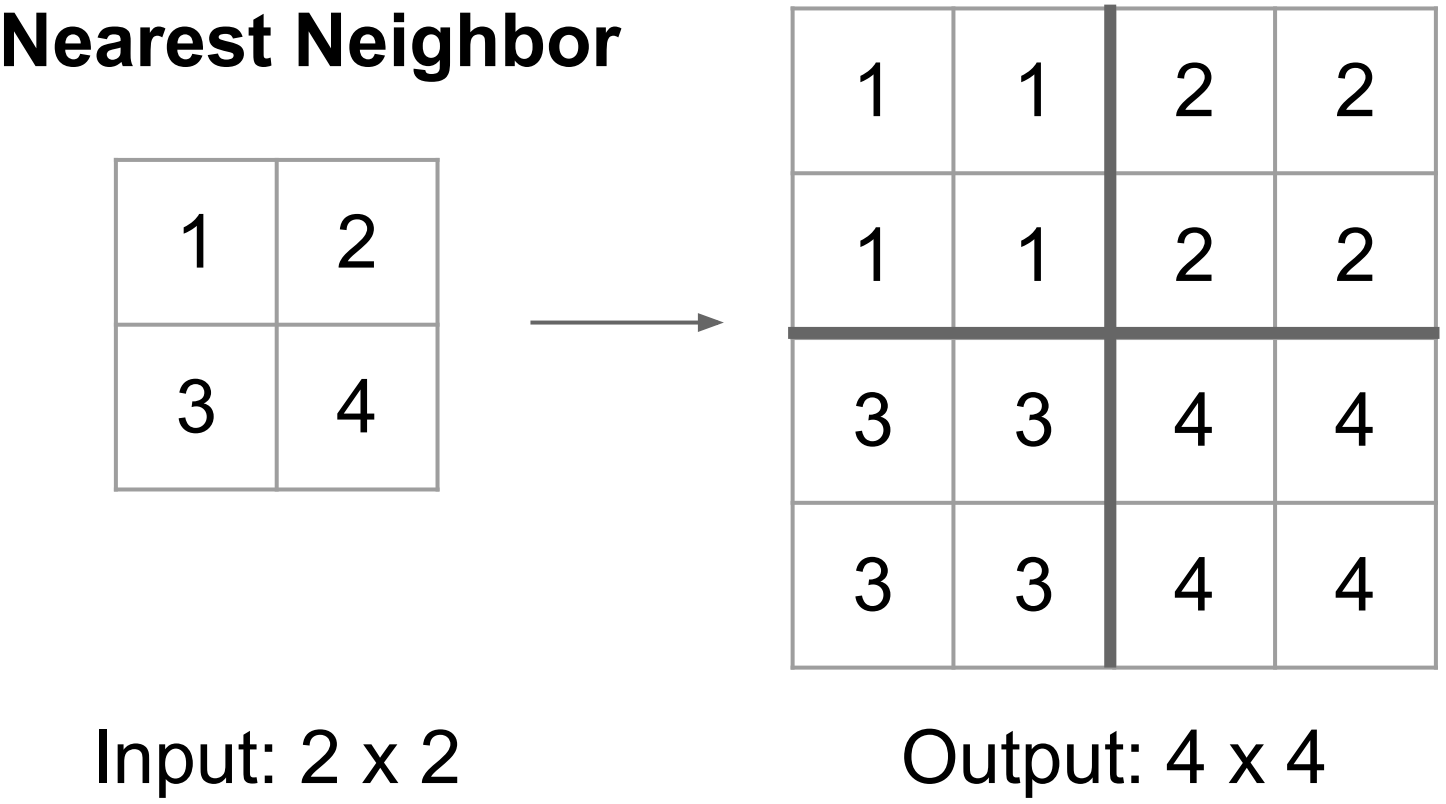 Nearest Neighbor
1 2
3 4
1 1 2 2
1 1 2 2
3 3 4 4
3 3 4 4
Input: 2 x 2
Output: 4 x 4